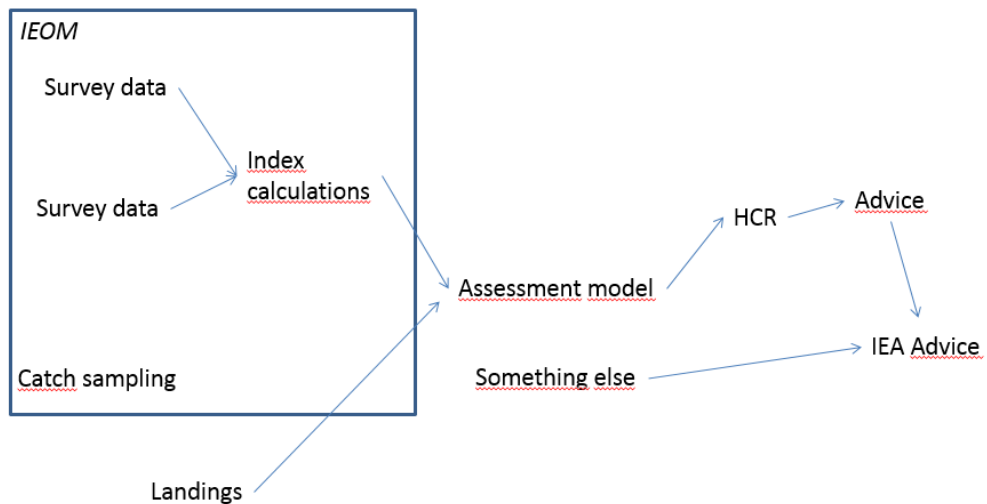 IEOM
Survey data
Index
calculations
Survey data
Advice
HCR
Assessment model
IEA Advice
Catch sampling
Something else
Landings